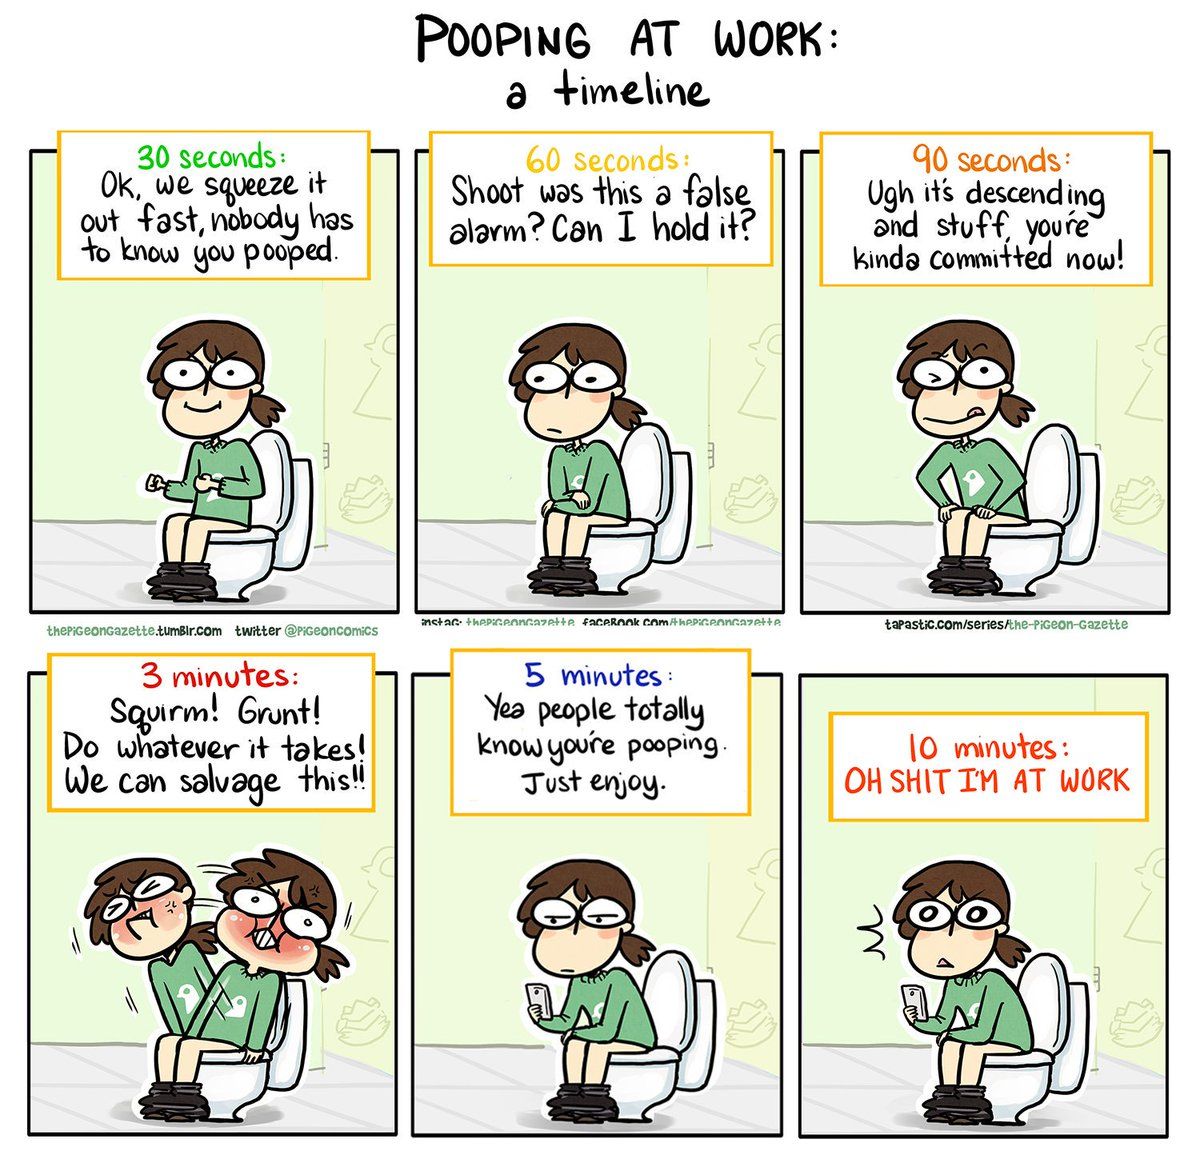 POOPING AT WORK:
a timeline
30 seconds:
Ok, we squeeze it
out fast, nobody has
to know you pooped.
60 seconds:
Shoot was this a false
alarm? Can I hold it?
90 seconds:
Ugh it's descending
and stuff, you're
kinda committed now!
thePiGeonGazette.tumblr.com twitter @PiGeonComics
instaG: thePiGeonGazette faceBook.com/thePiGeonGazette
taPastic.com/series/the-PiGeon-Gazette
3 minutes:
Squirm! Grunt!
Do whatever it takes!
We can salvage this!!
5 minutes:
Yea people totally
know you're pooping.
Just enjoy.
10 minutes:
OH SHIT I'M AT WORK